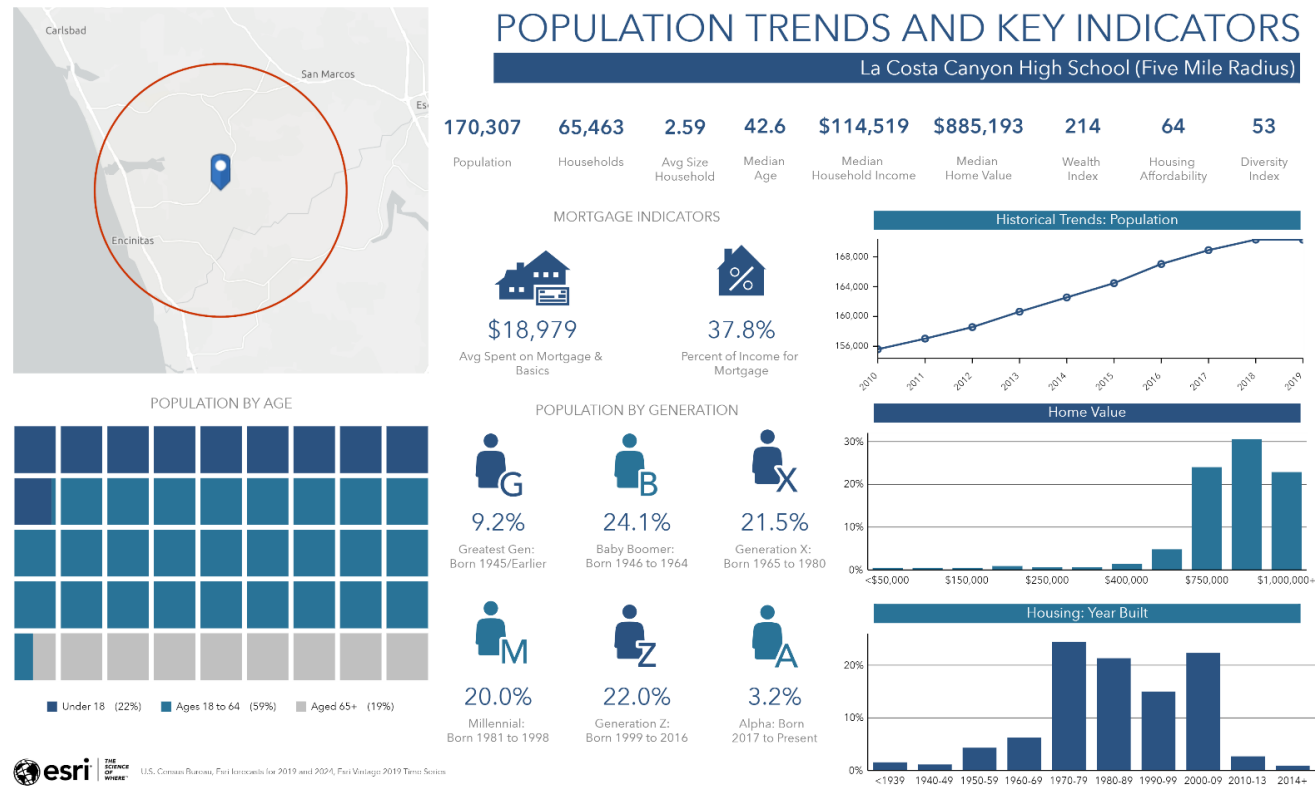 Carlsbad
San Marcos
Es
Encinitas
POPULATION TRENDS AND KEY INDICATORS
La Costa Canyon High School (Five Mile Radius)
170,307
65,463
2.59
42.6
$114,519
$885,193
214
64
53
Population
Households
Avg Size
Household
Median
Age
Median
Household Income
Median
Home Value
Wealth
Index
Housing
Affordability
Diversity
Index
MORTGAGE INDICATORS
%
$18,979
37.8%
Avg Spent on Mortgage &
Basics
Percent of Income for
Mortgage
Historical Trends: Population
168,000
164,000
160,000
156,000
2010
2011
2012
2013
2014
2015
2016
2017
2018
2019
POPULATION BY AGE
Under 18 (22%)
Ages 18 to 64 (59%)
Aged 65+ (19%)
POPULATION BY GENERATION
G
B
X
9.2%
24.1%
21.5%
Greatest Gen:
Born 1945/Earlier
Baby Boomer:
Born 1946 to 1964
Generation X:
Born 1965 to 1980
M
Z
A
20.0%
22.0%
3.2%
Millennial:
Born 1981 to 1998
Generation Z:
Born 1999 to 2016
Alpha: Born
2017 to Present
Home Value
30%
20%
10%
0%
<$50,000
$150,000
$250,000
$400,000
$750,000
$1,000,000+
Housing: Year Built
20%
10%
0%
<1939
1940-49
1950-59
1960-69
1970-79
1980-89
1990-99
2000-09
2010-13
2014+
esri
THE
SCIENCE
OF
WHERE™
U.S. Census Bureau, Esri forecasts for 2019 and 2024, Esri Vintage 2019 Time Series